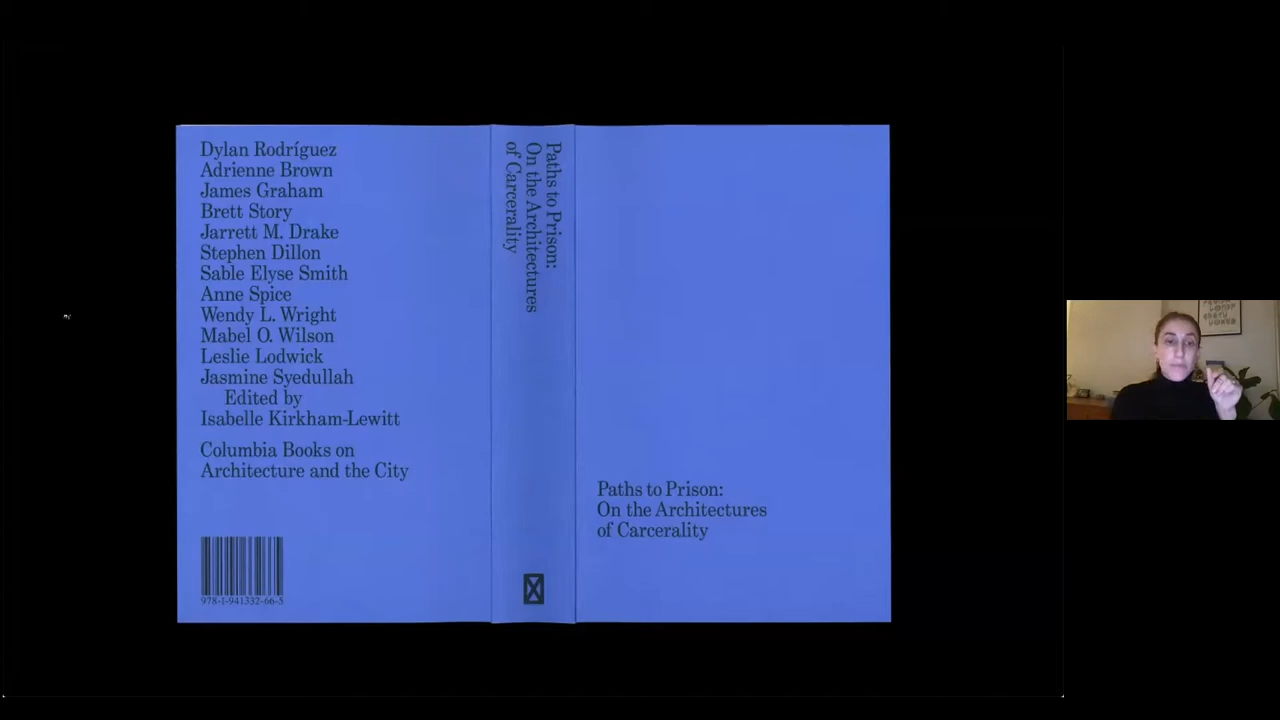 Dylan Rodríguez
Adrienne Brown
James Graham
Brett Story
Jarrett M. Drake
Stephen Dillon
Sable Elyse Smith
Anne Spice
Wendy L. Wright
Mabel O. Wilson
Leslie Lodwick
Jasmine Syedullah
Edited by
Isabelle Kirkham-Lewitt
Columbia Books on
Architecture and the City
978-1-941332-66-5
Paths to Prison:
On the Architectures
of Carcerality
Paths to Prison:
On the Architectures
of Carcerality